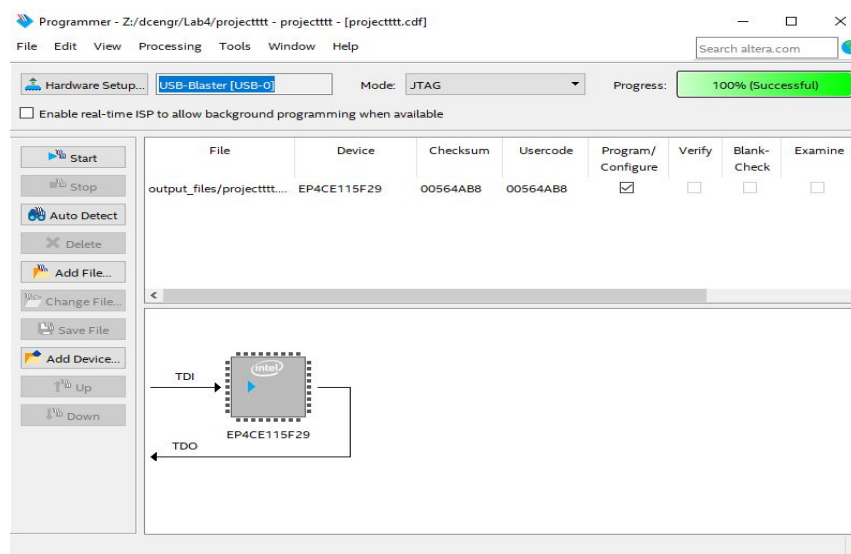 Programmer - Z:/dcengr/Lab4/projectttt - projectttt - [projectttt.cdf]
File Edit View Processing Tools Window Help
Search altera.com
Hardware Setup... USB-Blaster [USB-0] Mode: JTAG Progress: 100% (Successful)
Enable real-time ISP to allow background programming when available
Start
Stop
Auto Detect
Delete
Add File...
Change File...
Save File
Add Device...
Up
Down
File Device Checksum Usercode Program/ Verify Blank- Examine
Configure Check
output_files/projectttt.... EP4CE115F29 00564AB8 00564AB8
TDI
intel
EP4CE115F29
TDO